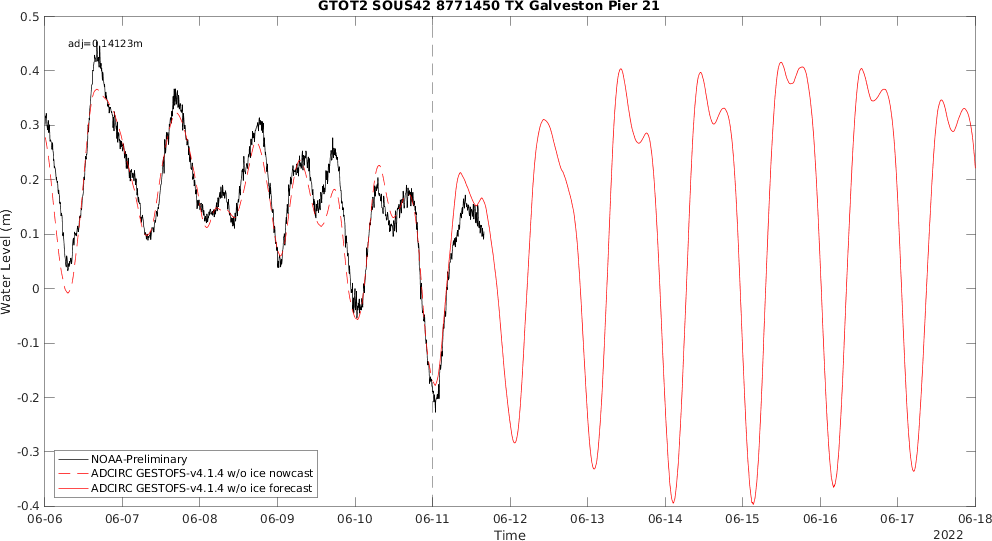 GTOT2 SOUS42 8771450 TX Galveston Pier 21
adj=0.14123m
0.5
0.4
0.3
0.2
0.1
0
-0.1
-0.2
-0.3
-0.4
Water Level (m)
NOAA-Preliminary
ADCIRC GESTOFS-v4.1.4 w/o ice nowcast
ADCIRC GESTOFS-v4.1.4 w/o ice forecast
06-06 06-07 06-08 06-09 06-10 06-11 06-12 06-13 06-14 06-15 06-16 06-17 06-18
Time
2022